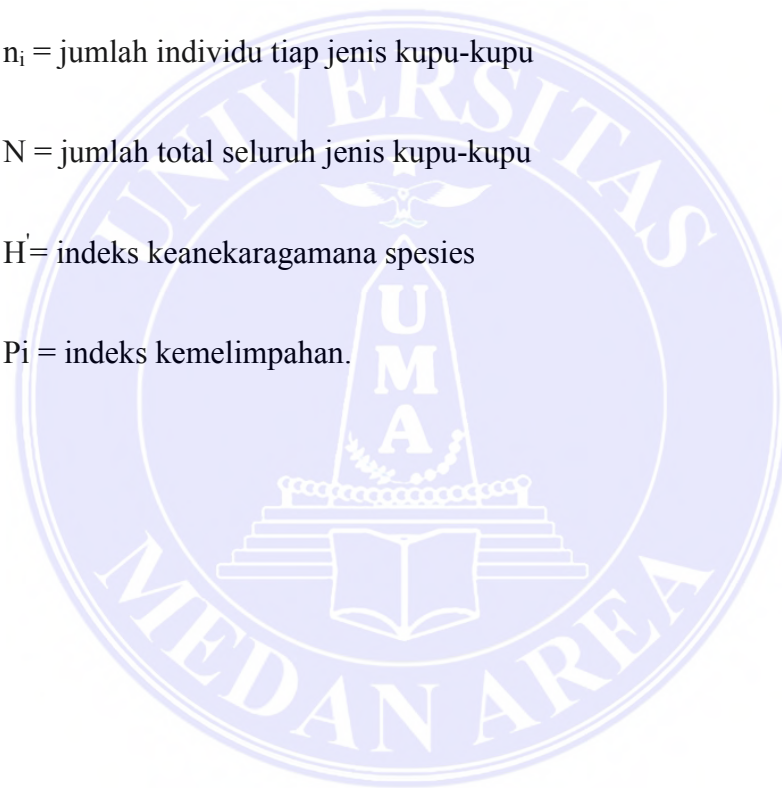 nᵢ = jumlah individu tiap jenis kupu-kupu
N = jumlah total seluruh jenis kupu-kupu
H'= indeks keanekaragamana spesies
Pi = indeks kemelimpahan.
UNIVERSITAS
UMA
MEDAN AREA